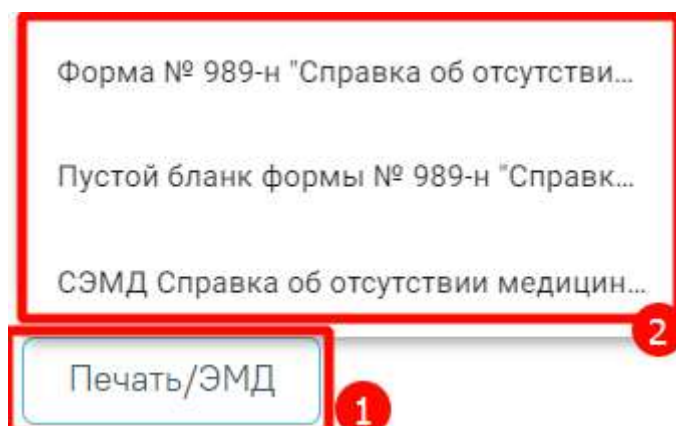 Форма № 989-н "Справка об отсутстви...
Пустой бланк формы № 989-н "Справк...
СЭМД Справка об отсутствии медицин...
2
Печать/ЭМД
1